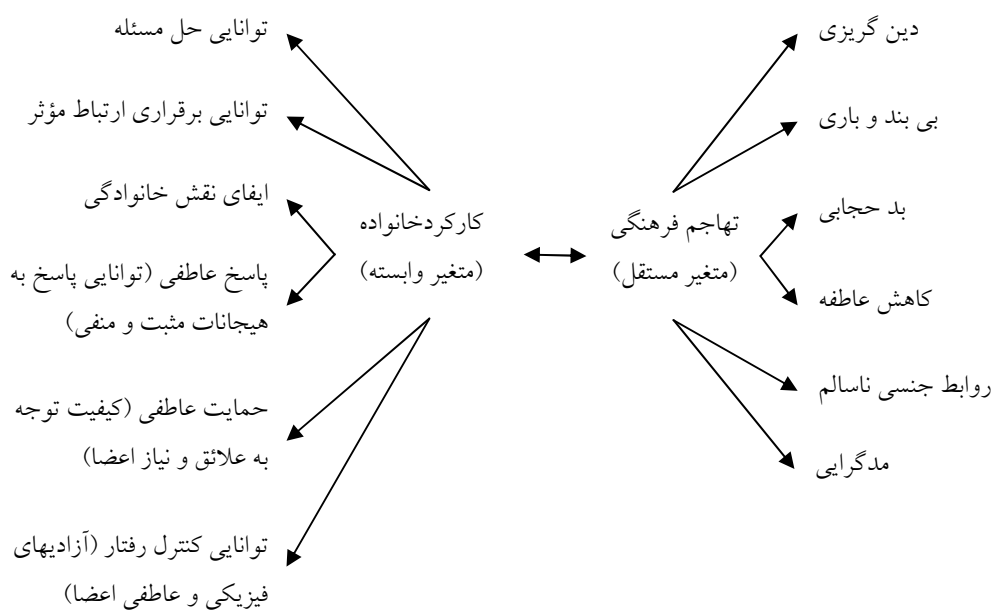 دین گریزی
بی بند و باری
بد حجابی
کاهش عاطفه
روابط جنسی ناسالم
مدگرایی
تهاجم فرهنگی
(متغیر مستقل)
کارکردخانواده
(متغیر وابسته)
توانایی حل مسئله
توانایی برقراری ارتباط مؤثر
ایفای نقش خانوادگی
پاسخ عاطفی (توانایی پاسخ به
هیجانات مثبت و منفی)
حمایت عاطفی (کیفیت توجه
به علائق و نیاز اعضا)
توانایی کنترل رفتار (آزادیهای
فیزیکی و عاطفی اعضا)